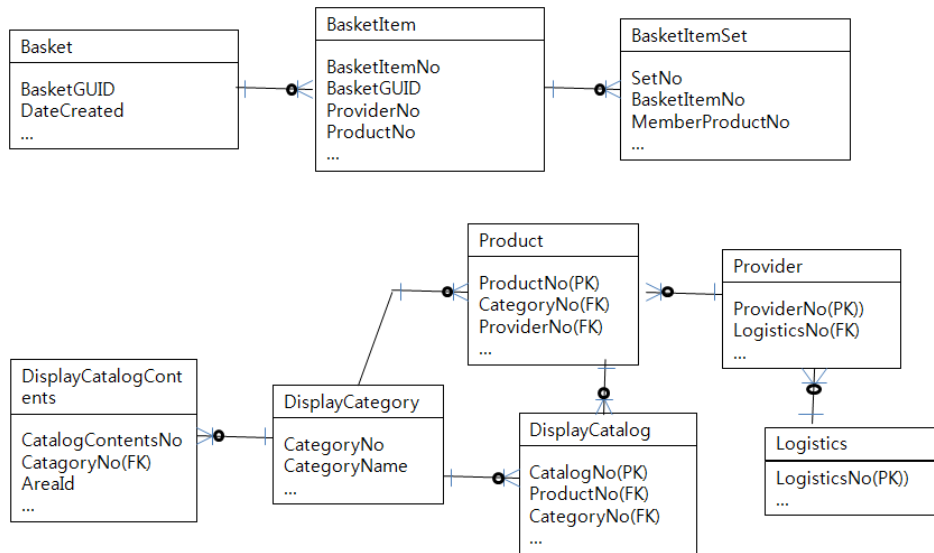 Basket
BasketGUID
DateCreated
...
BasketItem
BasketItemNo
BasketGUID
ProviderNo
ProductNo
...
BasketItemSet
SetNo
BasketItemNo
MemberProductNo
...
Product
ProductNo(PK)
CategoryNo(FK)
ProviderNo(FK)
...
Provider
ProviderNo(PK))
LogisticsNo(FK)
...
DisplayCatalogCont
ents
CatalogContentsNo
CatagoryNo(FK)
AreaId
...
DisplayCategory
CategoryNo
CategoryName
...
DisplayCatalog
CatalogNo(PK)
ProductNo(FK)
CategoryNo(FK)
...
Logistics
LogisticsNo(PK))
...